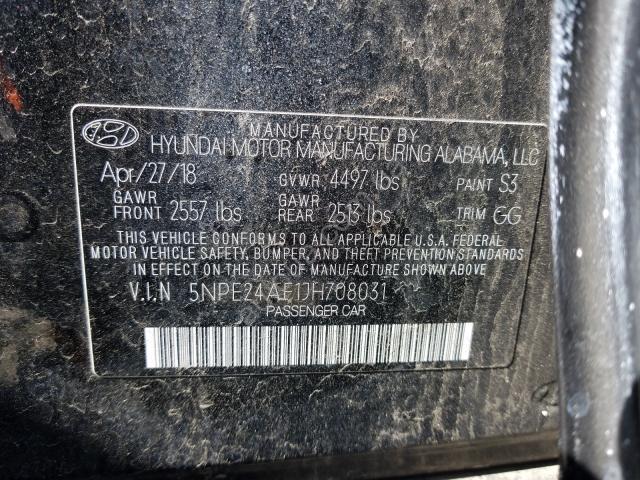 MANUFACTURED BY
HYUNDAI MOTOR MANUFACTURING ALABAMA, LLC
Apr/27/18 GVWR 4497 lbs PAINT S3
GAWR FRONT 2557 lbs GAWR REAR 2513 lbs TRIM GG
THIS VEHICLE CONFORMS TO ALL APPLICABLE U.S.A. FEDERAL
MOTOR VEHICLE SAFETY, BUMPER, AND THEFT PREVENTION STANDARDS
IN EFFECT ON THE DATE OF MANUFACTURE SHOWN ABOVE
V.I.N 5NPE24AE1JH708031
PASSENGER CAR